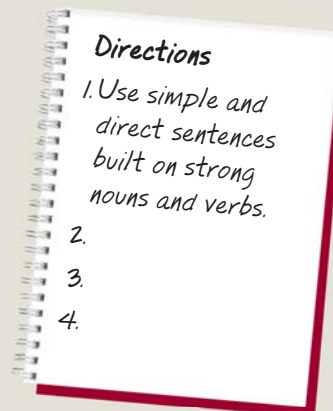 Directions
1. Use simple and
direct sentences
built on strong
nouns and verbs.
2.
3.
4.